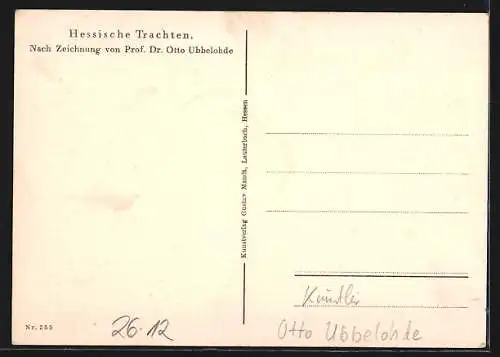 Hessische Trachten.
Nach Zeichnung von Prof. Dr. Otto Ubbelohde
Kunstverlag Gustav Mandt, Lauterbach, Hessen
Nr. 255
26.12
Künstler
Otto Ubbelohde